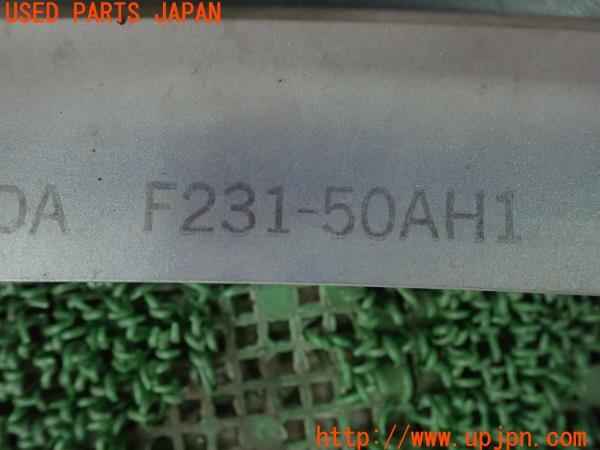 USED PARTS JAPAN
DA F231-50AH1
http://www.upjpn.com/